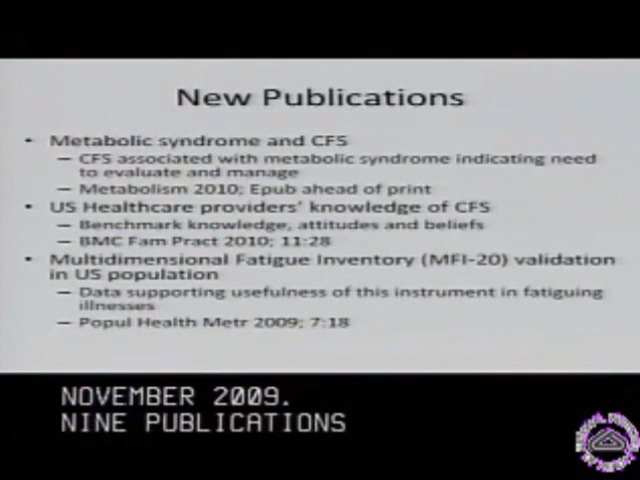 New Publications
• Metabolic syndrome and CFS
– CFS associated with metabolic syndrome indicating need
to evaluate and manage
– Metabolism 2010; Epub ahead of print
• US Healthcare providers' knowledge of CFS
– Benchmark knowledge, attitudes and beliefs
– BMC Fam Pract 2010; 11:28
• Multidimensional Fatigue Inventory (MFI-20) validation
in US population
– Data supporting usefulness of this instrument in fatiguing
illnesses
– Popul Health Metr 2009; 7:18
NOVEMBER 2009.
NINE PUBLICATIONS